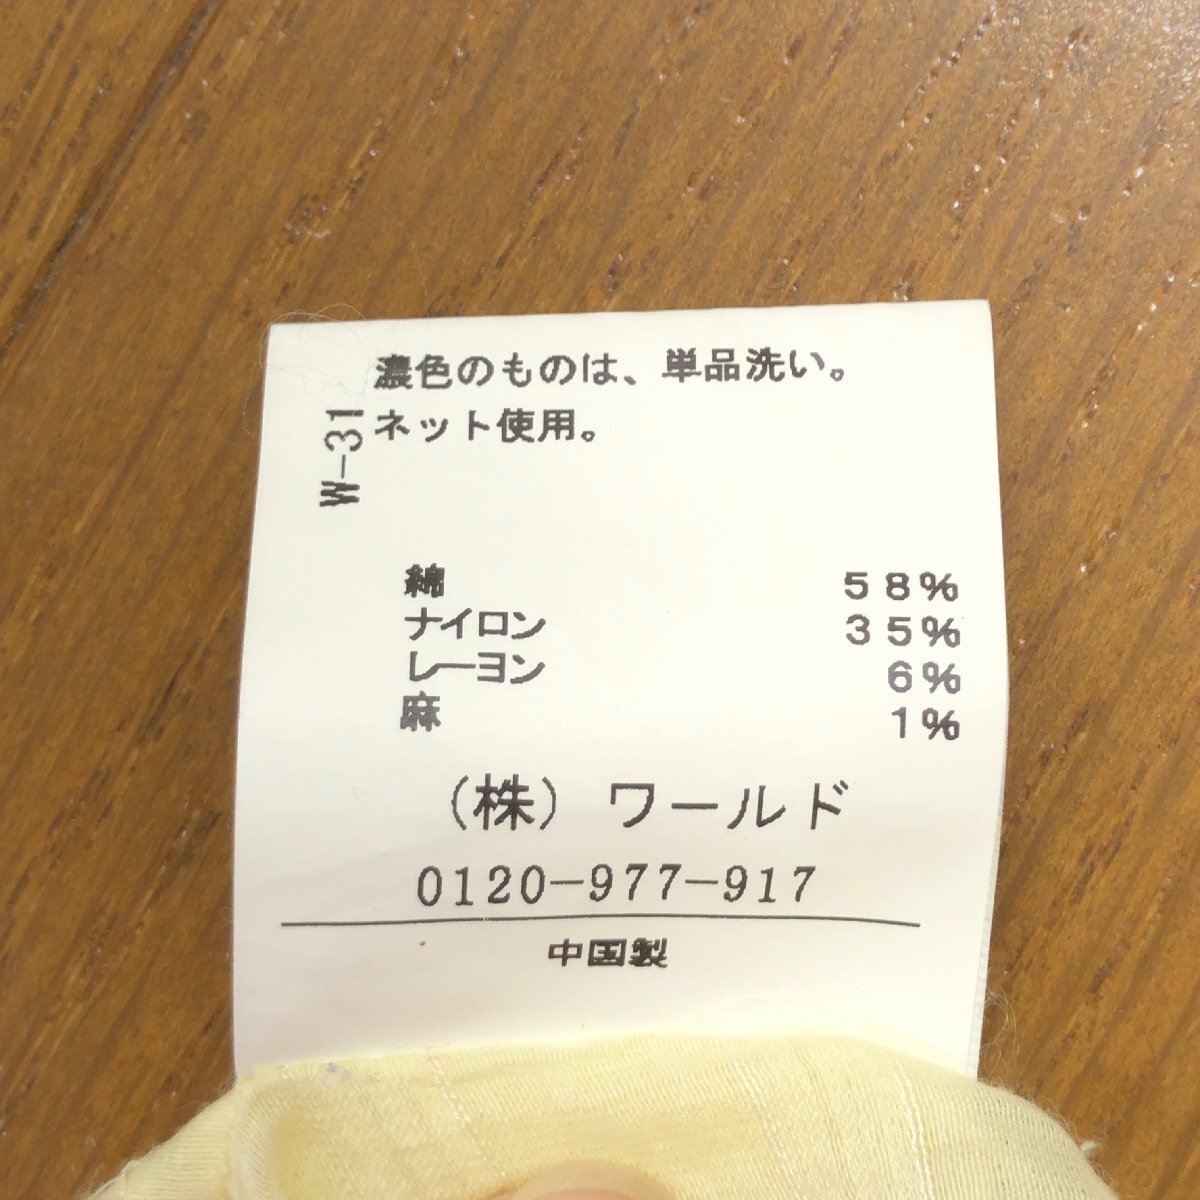 濃色のものは、単品洗い。
ネット使用。
W-31
綿 58%
ナイロン 35%
レーヨン 6%
麻 1%
(株)ワールド
0120-977-917
中国製